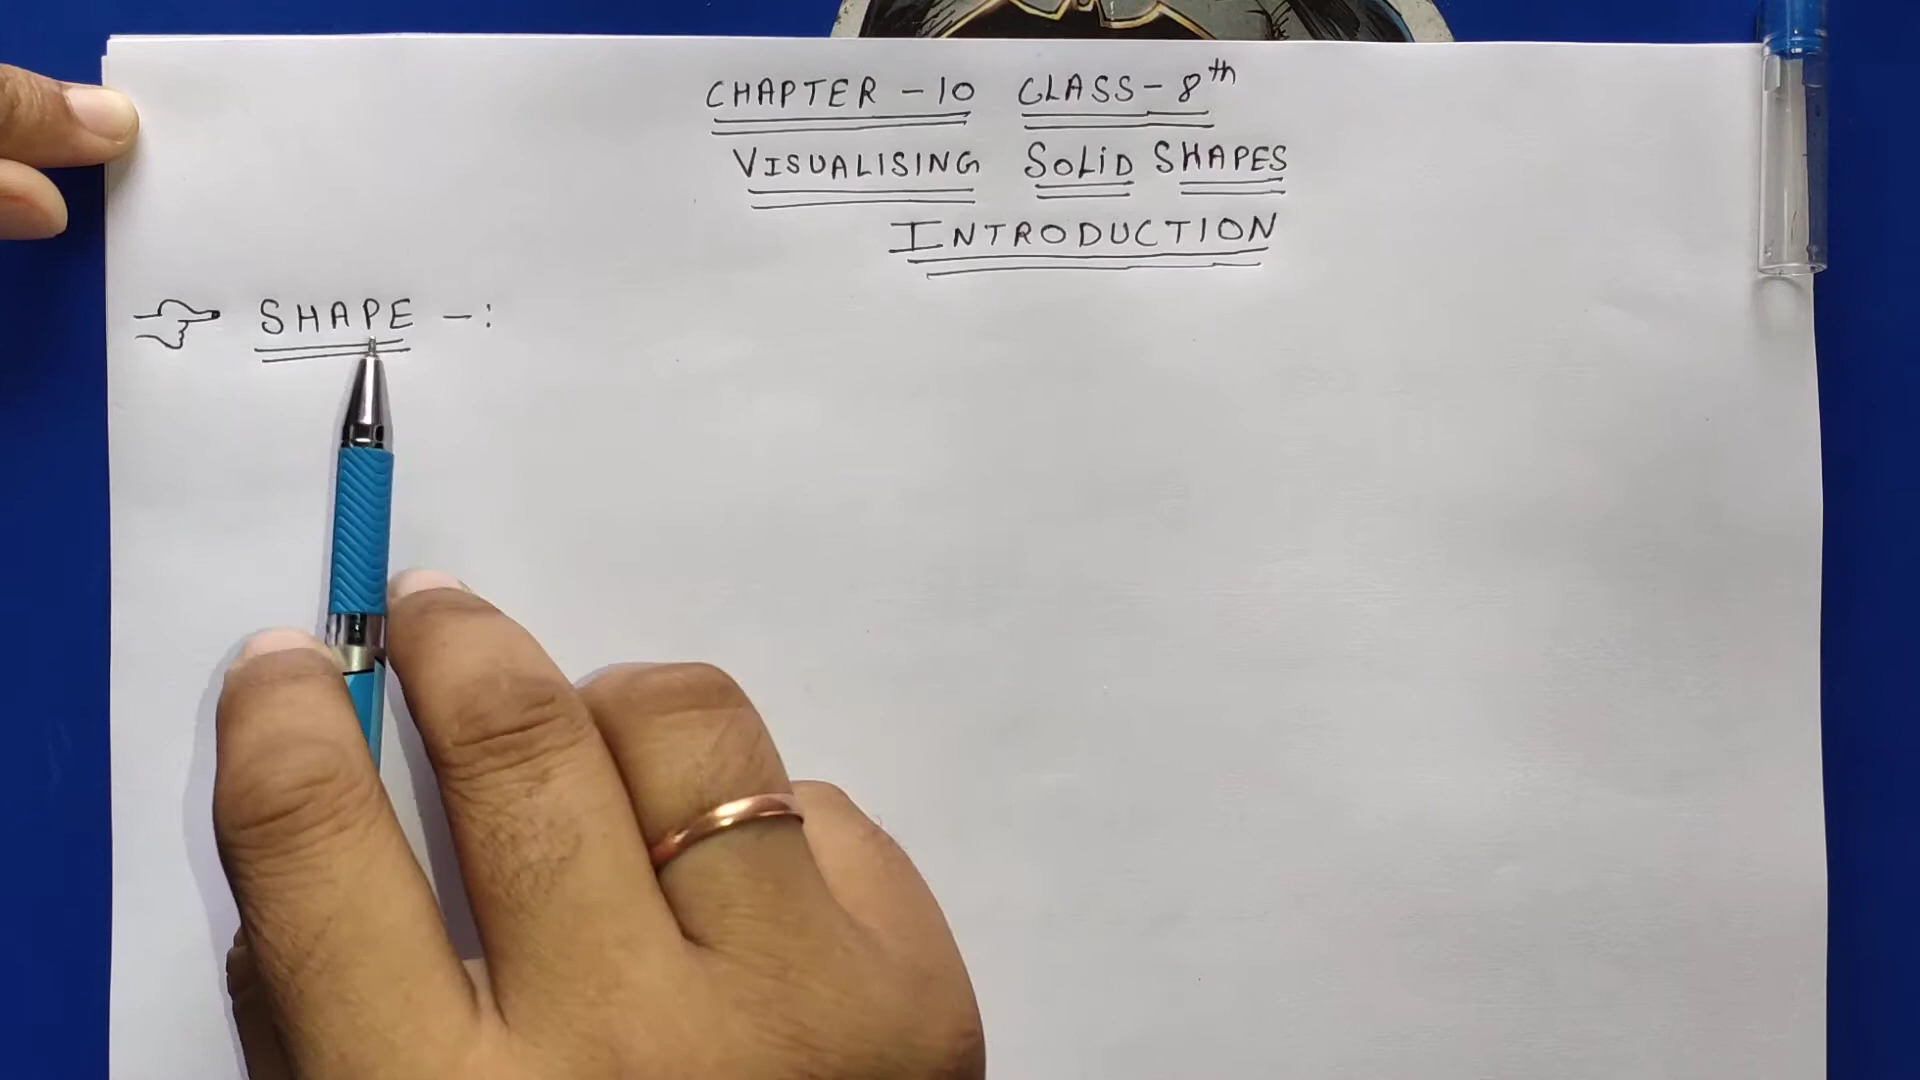 CHAPTER - 10 CLASS - 8th
VISUALISING SOLID SHAPES
INTRODUCTION
SHAPE -: